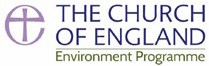 THE CHURCH
OF ENGLAND
Environment Programme